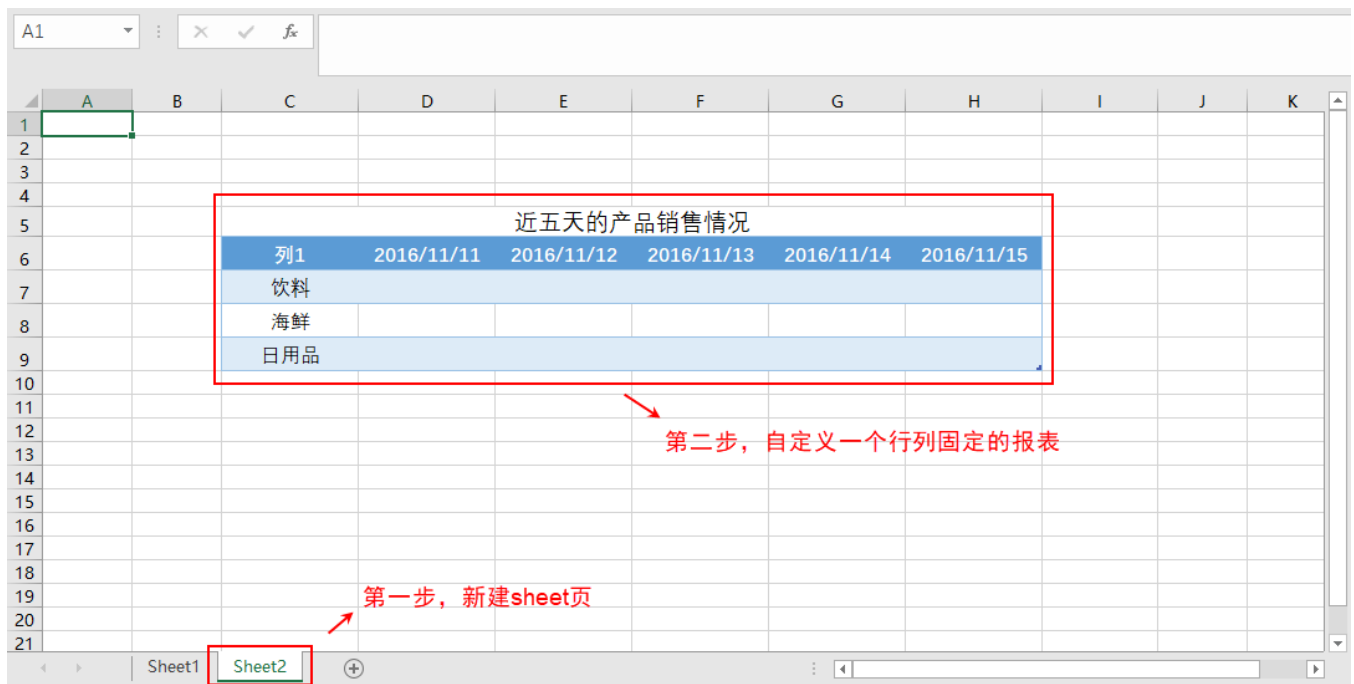 A1 fx
A B C D E F G H I J K
1
2
3
4
5 近五天的产品销售情况
6 列1 2016/11/11 2016/11/12 2016/11/13 2016/11/14 2016/11/15
7 饮料
8 海鲜
9 日用品
10
11
12
第二步，自定义一个行列固定的报表
13
14
15
16
17
18
19 第一步，新建sheet页
20
21
Sheet1 Sheet2